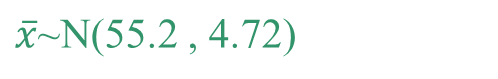 x̄~N(55.2 , 4.72)